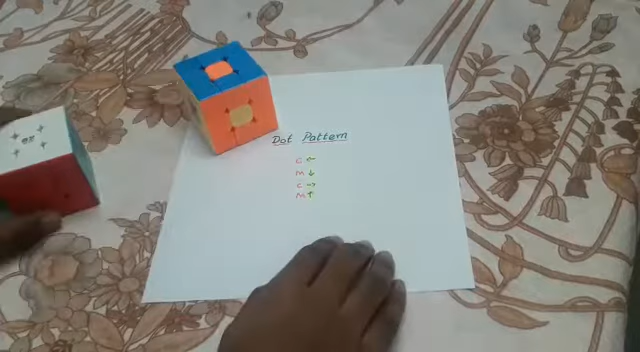 Dot Pattern
C ←
M ↓
C →
M ↑